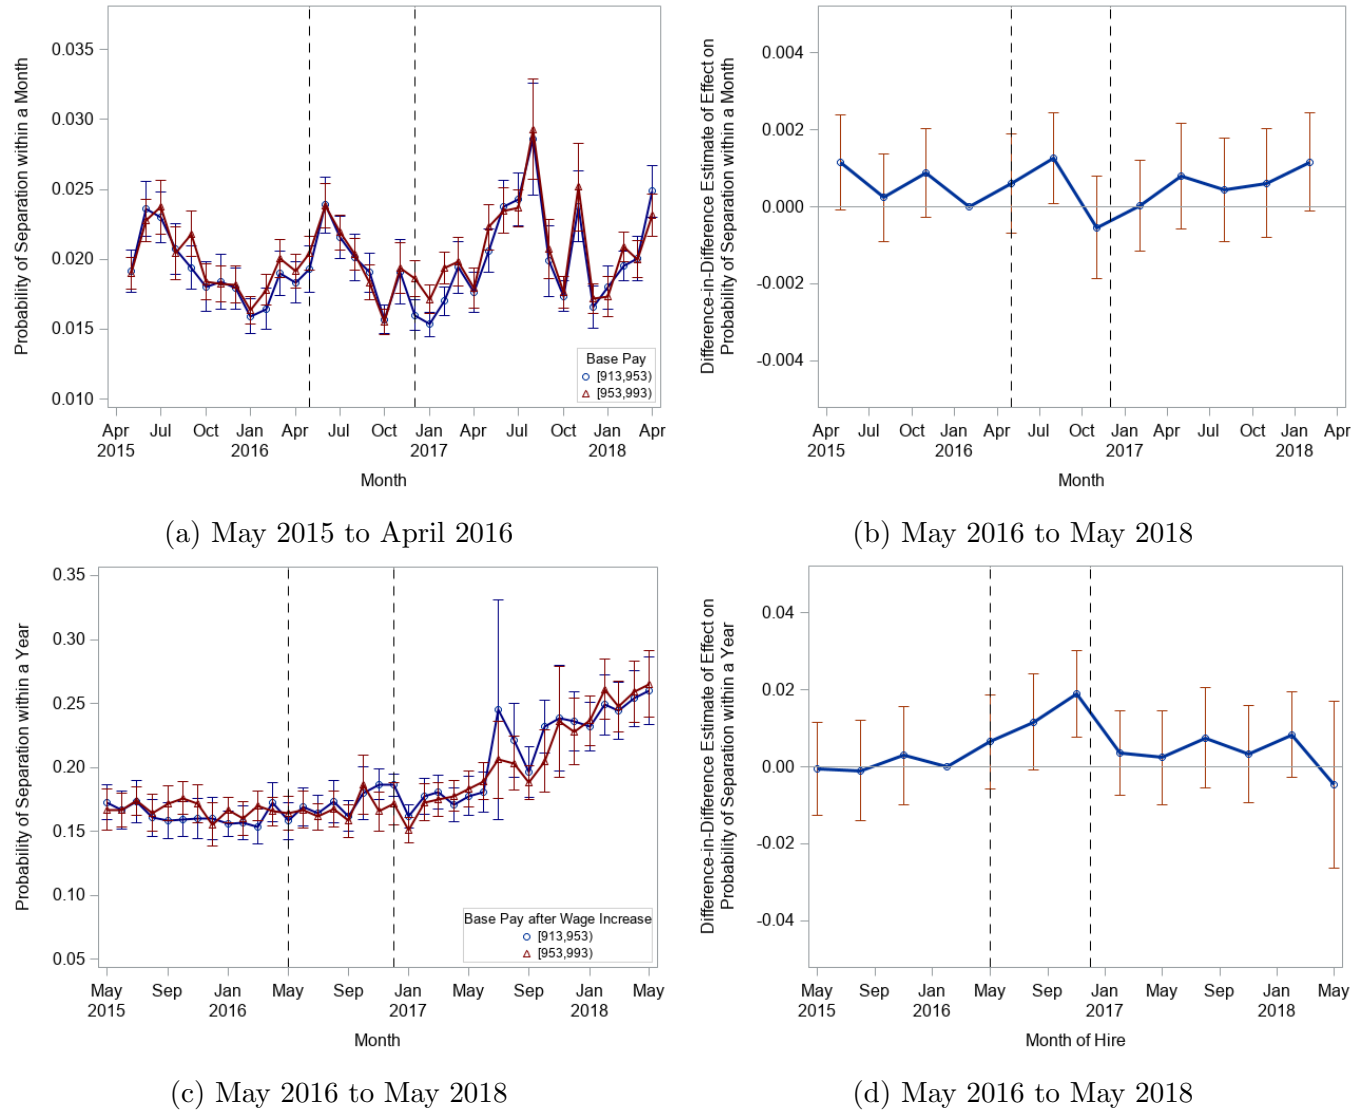 Probability of Separation within a Month
0.035
0.030
0.025
0.020
0.015
0.010
Base Pay
[913,953)
[953,993)
Apr Jul Oct Jan Apr Jul Oct Jan Apr Jul Oct Jan Apr
2015 2016 2017 2018
Month
(a) May 2015 to April 2016
Difference-in-Difference Estimate of Effect on
Probability of Separation within a Month
0.004
0.002
0.000
-0.002
-0.004
Apr Jul Oct Jan Apr Jul Oct Jan Apr Jul Oct Jan Apr
2015 2016 2017 2018
Month
(b) May 2016 to May 2018
Probability of Separation within a Year
0.35
0.30
0.25
0.20
0.15
0.10
0.05
Base Pay after Wage Increase
[913,953)
[953,993)
May Sep Jan May Sep Jan May Sep Jan May
2015 2016 2017 2018
Month
(c) May 2016 to May 2018
Difference-in-Difference Estimate of Effect on
Probability of Separation within a Year
0.04
0.02
0.00
-0.02
-0.04
May Sep Jan May Sep Jan May Sep Jan May
2015 2016 2017 2018
Month of Hire
(d) May 2016 to May 2018